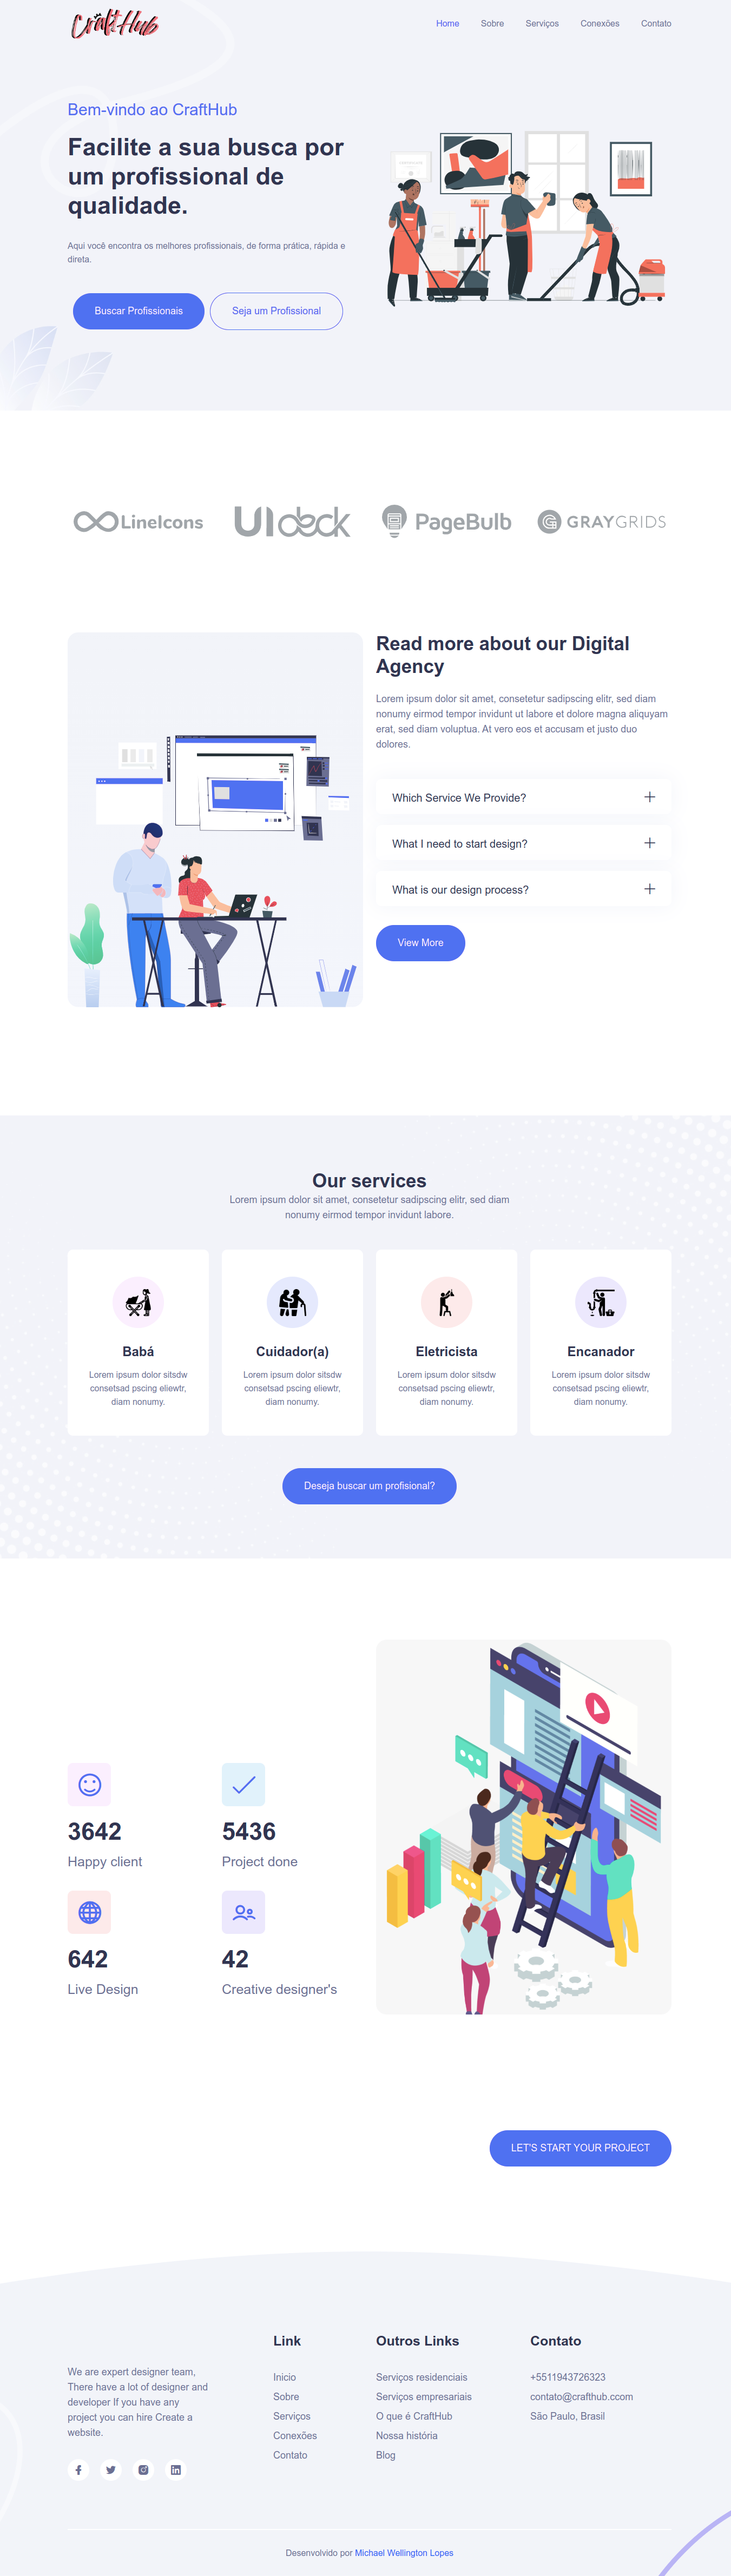 CraftHub
Home Sobre Serviços Conexões Contato
Bem-vindo ao CraftHub
Facilite a sua busca por
um profissional de
qualidade.
Aqui você encontra os melhores profissionais, de forma prática, rápida e
direta.
Buscar Profissionais Seja um Profissional
LineIcons UIdeck PageBulb GRAYGRIDS
Read more about our Digital
Agency
Lorem ipsum dolor sit amet, consetetur sadipscing elitr, sed diam
nonumy eirmod tempor invidunt ut labore et dolore magna aliquyam
erat, sed diam voluptua. At vero eos et accusam et justo duo
dolores.
Which Service We Provide?
What I need to start design?
What is our design process?
View More
Our services
Lorem ipsum dolor sit amet, consetetur sadipscing elitr, sed diam
nonumy eirmod tempor invidunt labore.
Babá
Lorem ipsum dolor sitsdw
consetsad pscing eliewtr,
diam nonumy.
Cuidador(a)
Lorem ipsum dolor sitsdw
consetsad pscing eliewtr,
diam nonumy.
Eletricista
Lorem ipsum dolor sitsdw
consetsad pscing eliewtr,
diam nonumy.
Encanador
Lorem ipsum dolor sitsdw
consetsad pscing eliewtr,
diam nonumy.
Deseja buscar um profisional?
3642
Happy client
5436
Project done
642
Live Design
42
Creative designer's
LET'S START YOUR PROJECT
We are expert designer team,
There have a lot of designer and
developer If you have any
project you can hire Create a
website.
Link
Inicio
Sobre
Serviços
Conexões
Contato
Outros Links
Serviços residenciais
Serviços empresariais
O que é CraftHub
Nossa história
Blog
Contato
+5511943726323
contato@crafthub.ccom
São Paulo, Brasil
Desenvolvido por Michael Wellington Lopes